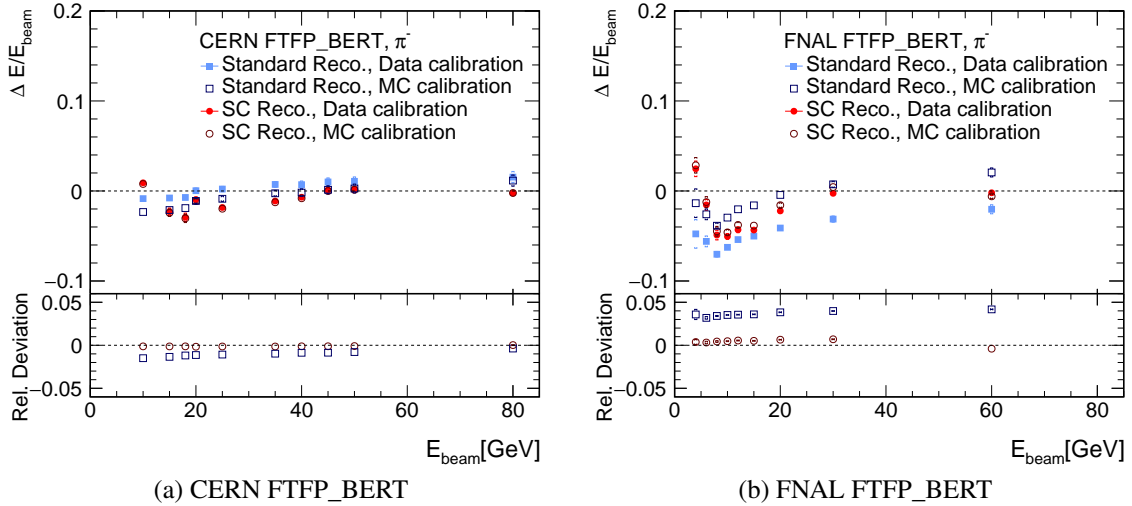 CERN FTFP_BERT, π-
Standard Reco., Data calibration
Standard Reco., MC calibration
SC Reco., Data calibration
SC Reco., MC calibration
Δ E/E_beam
0.2
0.1
0
−0.1
Rel. Deviation
0.05
0
−0.05
0 20 40 60 80
E_beam[GeV]
(a) CERN FTFP_BERT
FNAL FTFP_BERT, π-
Standard Reco., Data calibration
Standard Reco., MC calibration
SC Reco., Data calibration
SC Reco., MC calibration
Δ E/E_beam
0.2
0.1
0
−0.1
Rel. Deviation
0.05
0
−0.05
0 20 40 60 80
E_beam[GeV]
(b) FNAL FTFP_BERT